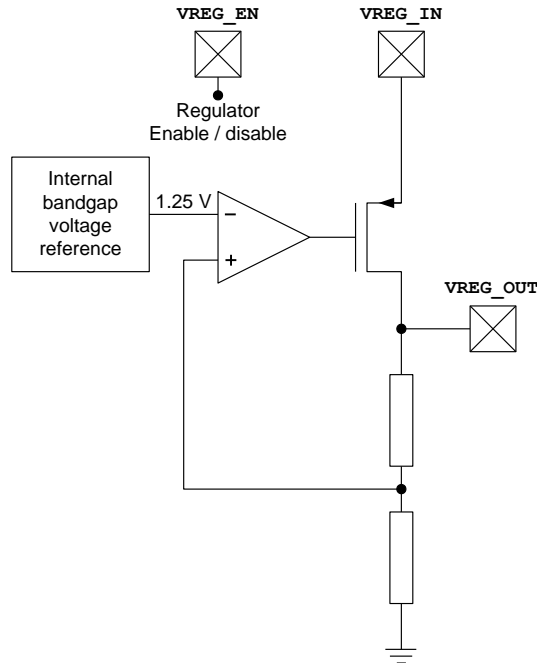 VREG_EN
VREG_IN
Regulator
Enable / disable
Internal
bandgap
voltage
reference
1.25 V
−
+
VREG_OUT